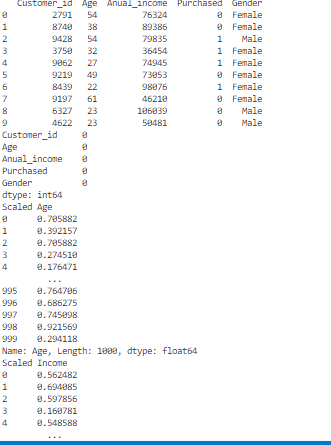 Customer_id Age Anual_income Purchased Gender
0 2791 54 76324 0 Female
1 8740 38 89386 0 Female
2 9428 54 79835 1 Male
3 3750 32 36454 1 Female
4 9062 27 74945 1 Female
5 9219 49 73053 0 Female
6 8439 22 98076 1 Female
7 9197 61 46210 0 Female
8 6327 23 106039 0 Male
9 4622 23 50481 0 Male
Customer_id 0
Age 0
Anual_income 0
Purchased 0
Gender 0
dtype: int64
Scaled Age
0 0.705882
1 0.392157
2 0.705882
3 0.274510
4 0.176471
...
995 0.764706
996 0.686275
997 0.745098
998 0.921569
999 0.294118
Name: Age, Length: 1000, dtype: float64
Scaled Income
0 0.562482
1 0.694085
2 0.597856
3 0.160781
4 0.548588
...